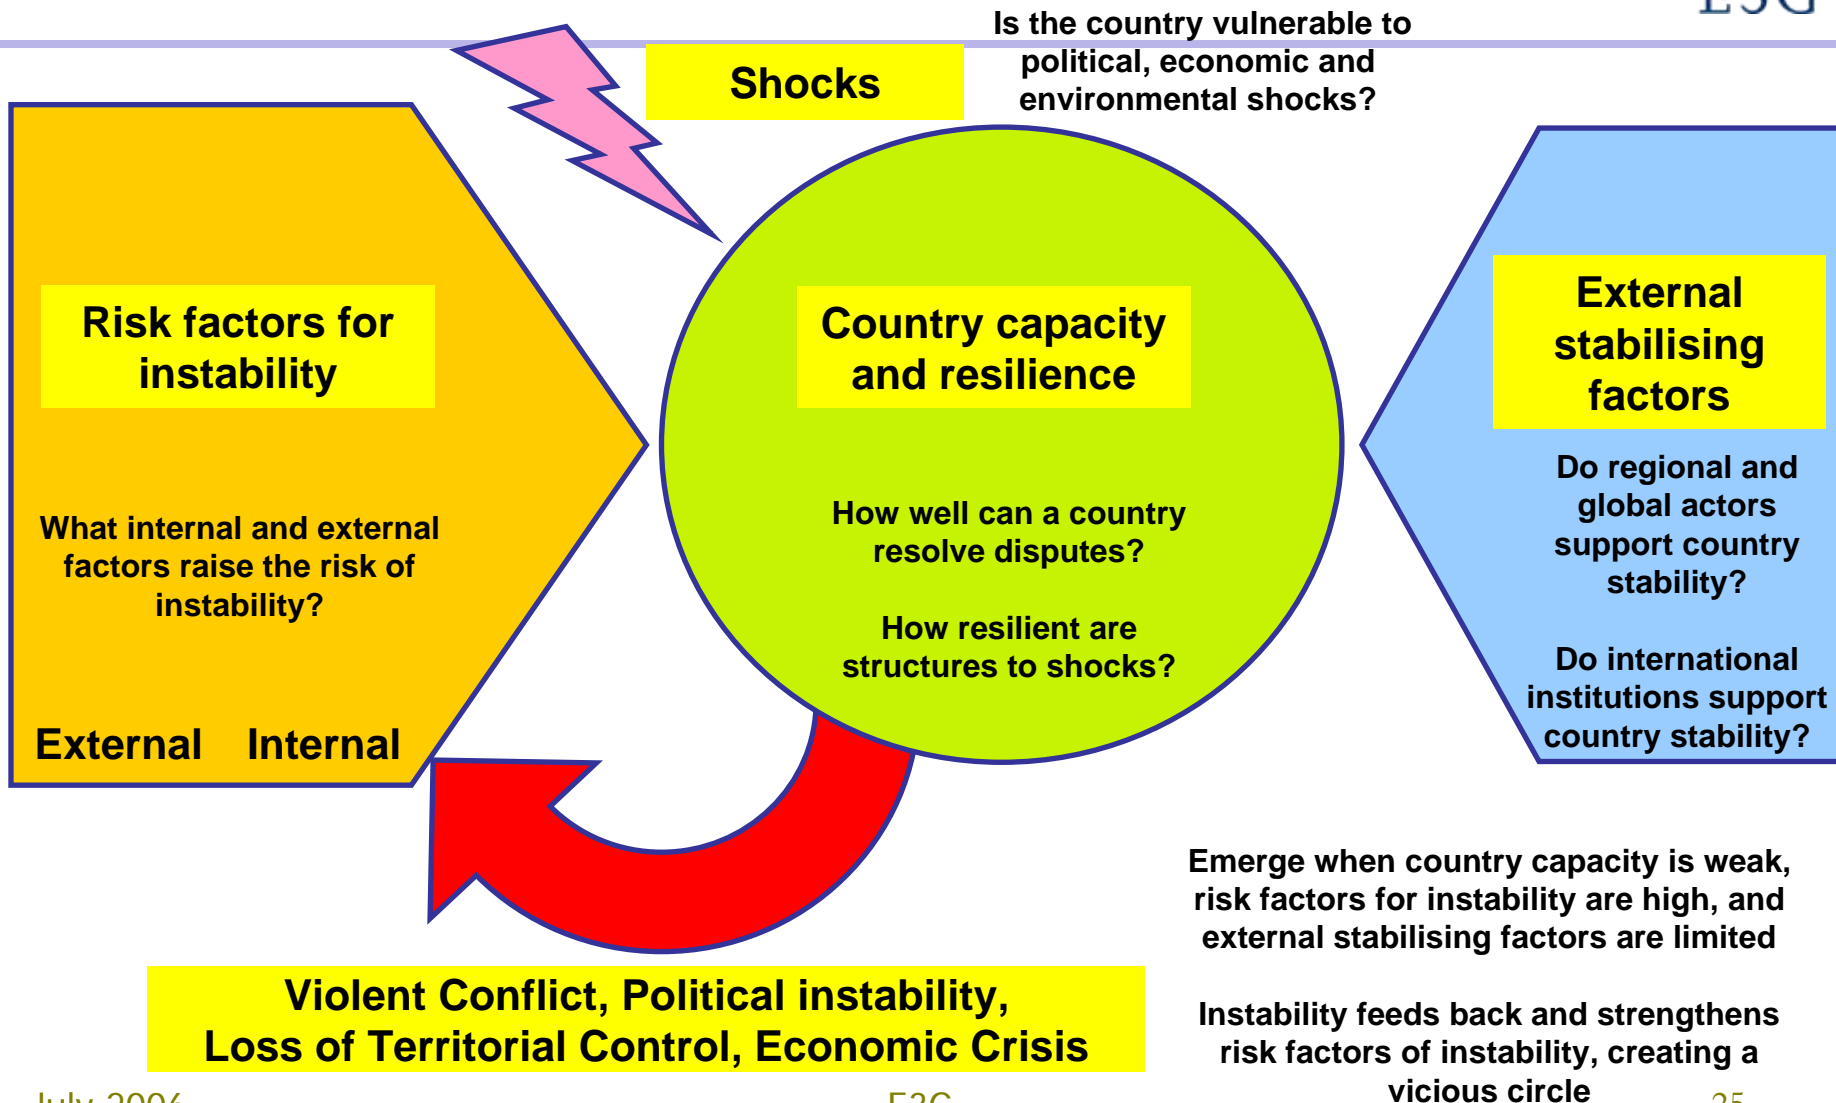 E3G
Is the country vulnerable to
political, economic and
environmental shocks?
Shocks
Risk factors for
instability
What internal and external
factors raise the risk of
instability?
External Internal
Country capacity
and resilience
How well can a country
resolve disputes?
How resilient are
structures to shocks?
External
stabilising
factors
Do regional and
global actors
support country
stability?
Do international
institutions support
country stability?
Violent Conflict, Political instability,
Loss of Territorial Control, Economic Crisis
Emerge when country capacity is weak,
risk factors for instability are high, and
external stabilising factors are limited
Instability feeds back and strengthens
risk factors of instability, creating a
vicious circle
July 2006
E3G
25